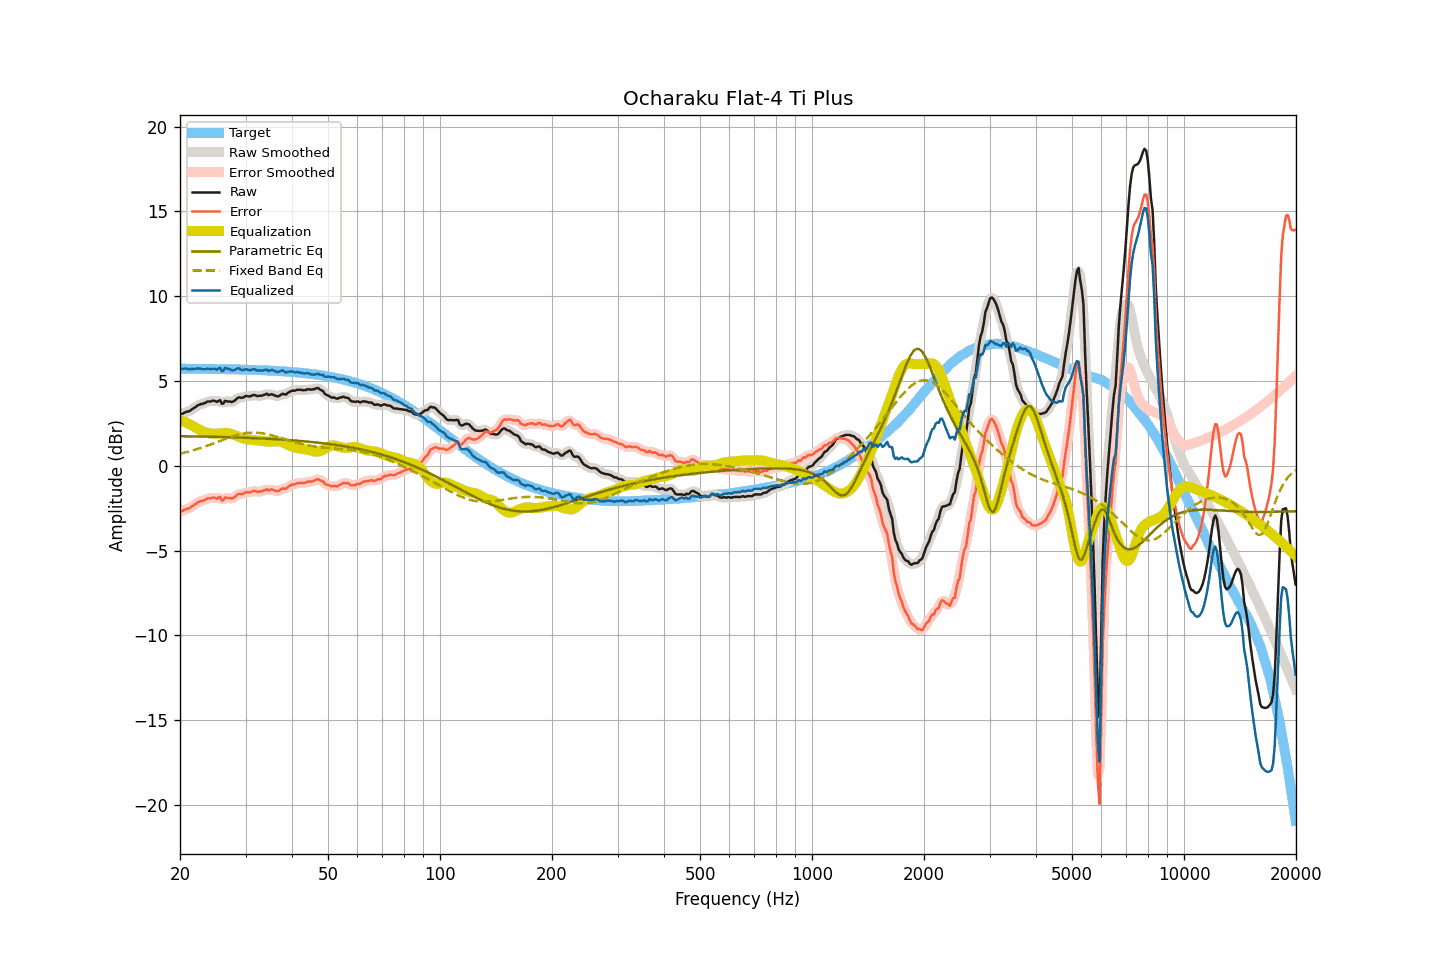 Ocharaku Flat-4 Ti Plus
Target
Raw Smoothed
Error Smoothed
Raw
Error
Equalization
Parametric Eq
Fixed Band Eq
Equalized
Amplitude (dBr)
20
15
10
5
0
−5
−10
−15
−20
20
50
100
200
500
1000
2000
5000
10000
20000
Frequency (Hz)